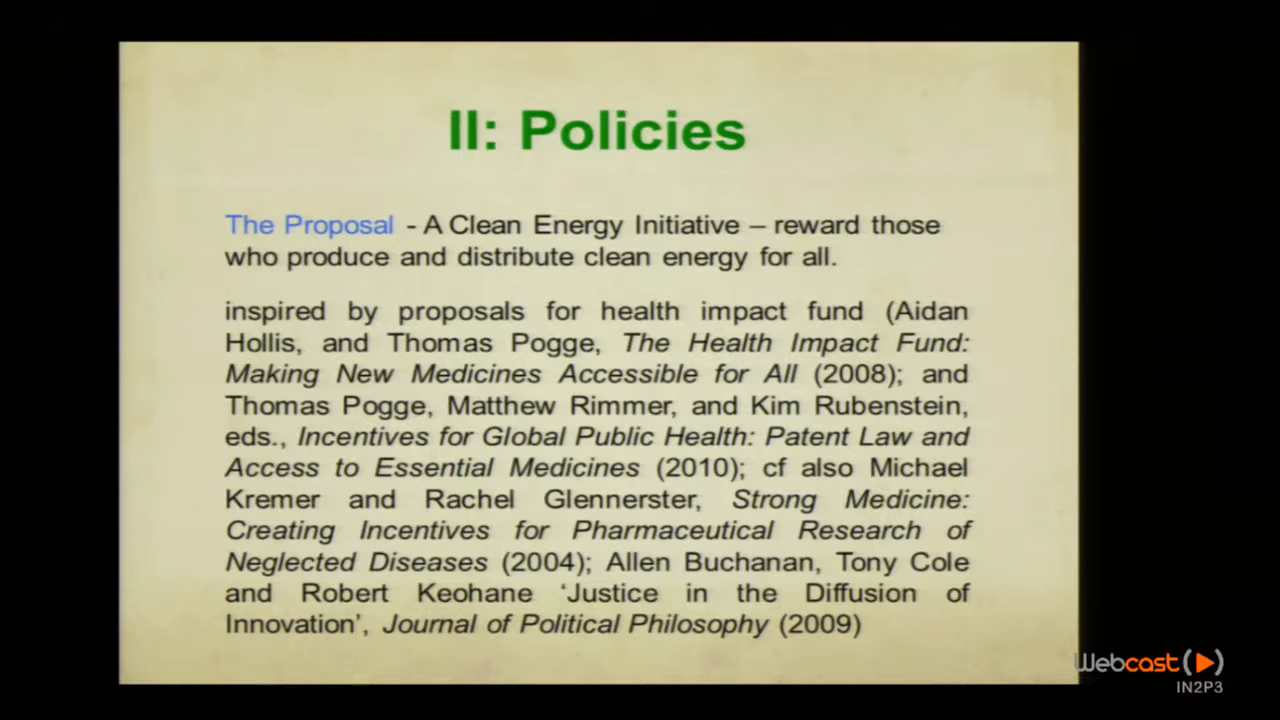 II: Policies
The Proposal - A Clean Energy Initiative – reward those
who produce and distribute clean energy for all.
inspired by proposals for health impact fund (Aidan
Hollis, and Thomas Pogge, The Health Impact Fund:
Making New Medicines Accessible for All (2008); and
Thomas Pogge, Matthew Rimmer, and Kim Rubenstein,
eds., Incentives for Global Public Health: Patent Law and
Access to Essential Medicines (2010); cf also Michael
Kremer and Rachel Glennerster, Strong Medicine:
Creating Incentives for Pharmaceutical Research of
Neglected Diseases (2004); Allen Buchanan, Tony Cole
and Robert Keohane ‘Justice in the Diffusion of
Innovation’, Journal of Political Philosophy (2009)
Webcast
IN2P3